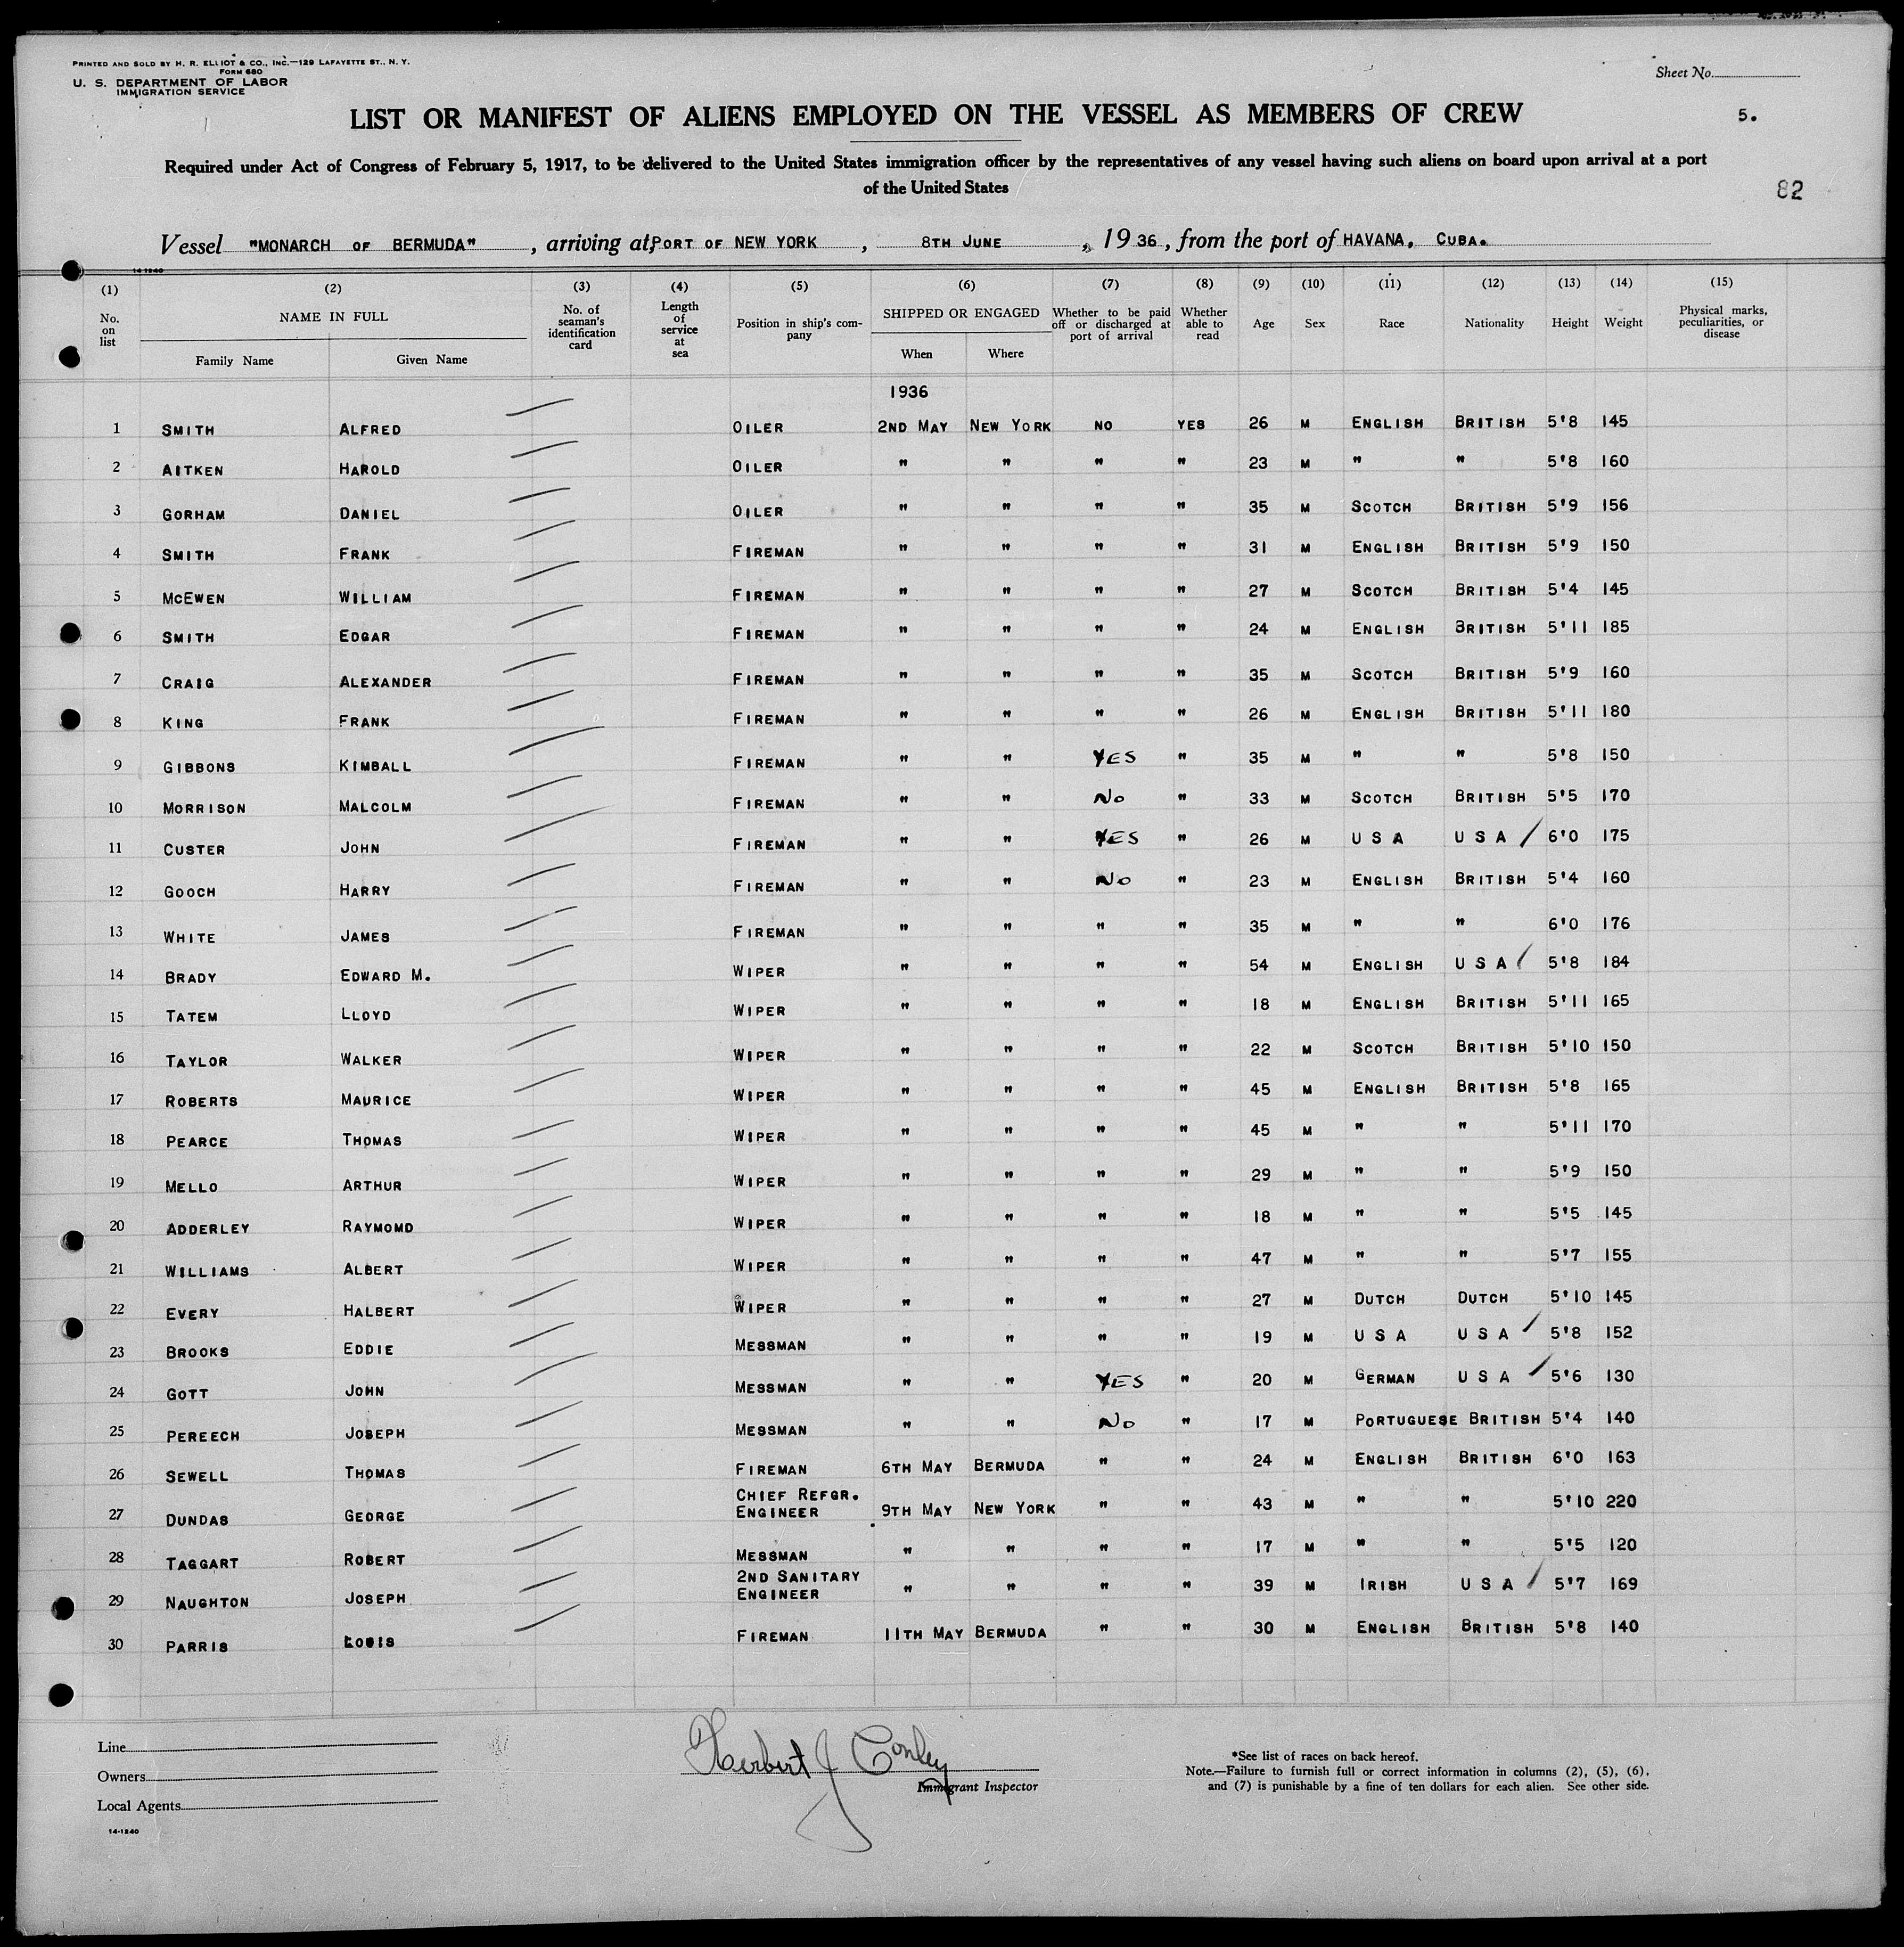 PRINTED AND SOLD BY H. R. ELLIOT & CO., INC.—129 LAFAYETTE ST., N. Y.
FORM 680
U. S. DEPARTMENT OF LABOR
IMMIGRATION SERVICE
Sheet No.
LIST OR MANIFEST OF ALIENS EMPLOYED ON THE VESSEL AS MEMBERS OF CREW
5.
Required under Act of Congress of February 5, 1917, to be delivered to the United States immigration officer by the representatives of any vessel having such aliens on board upon arrival at a port
of the United States
82
Vessel "MONARCH OF BERMUDA", arriving at PORT OF NEW YORK, 8TH JUNE, 1936, from the port of HAVANA, CUBA.
14-1240
(1) (2) (3) (4) (5) (6) (7) (8) (9) (10) (11) (12) (13) (14) (15)
No. on list NAME IN FULL Family Name Given Name No. of seaman's identification card Length of service at sea Position in ship's company SHIPPED OR ENGAGED When Where Whether to be paid off or discharged at port of arrival Whether able to read Age Sex Race Nationality Height Weight Physical marks, peculiarities, or disease
1936
1 SMITH ALFRED OILER 2ND MAY NEW YORK NO YES 26 M ENGLISH BRITISH 5'8 145
2 AITKEN HAROLD OILER " " " " 23 M " " 5'8 160
3 GORHAM DANIEL OILER " " " " 35 M SCOTCH BRITISH 5'9 156
4 SMITH FRANK FIREMAN " " " " 31 M ENGLISH BRITISH 5'9 150
5 MCEWEN WILLIAM FIREMAN " " " " 27 M SCOTCH BRITISH 5'4 145
6 SMITH EDGAR FIREMAN " " " " 24 M ENGLISH BRITISH 5'11 185
7 CRAIG ALEXANDER FIREMAN " " " " 35 M SCOTCH BRITISH 5'9 160
8 KING FRANK FIREMAN " " " " 26 M ENGLISH BRITISH 5'11 180
9 GIBBONS KIMBALL FIREMAN " " YES " 35 M " " 5'8 150
10 MORRISON MALCOLM FIREMAN " " No " 33 M SCOTCH BRITISH 5'5 170
11 CUSTER JOHN FIREMAN " " YES " 26 M U S A U S A 6'0 175
12 GOOCH HARRY FIREMAN " " No " 23 M ENGLISH BRITISH 5'4 160
13 WHITE JAMES FIREMAN " " " " 35 M " " 6'0 176
14 BRADY EDWARD M. WIPER " " " " 54 M ENGLISH U S A 5'8 184
15 TATEM LLOYD WIPER " " " " 18 M ENGLISH BRITISH 5'11 165
16 TAYLOR WALKER WIPER " " " " 22 M SCOTCH BRITISH 5'10 150
17 ROBERTS MAURICE WIPER " " " " 45 M ENGLISH BRITISH 5'8 165
18 PEARCE THOMAS WIPER " " " " 45 M " " 5'11 170
19 MELLO ARTHUR WIPER " " " " 29 M " " 5'9 150
20 ADDERLEY RAYMOMD WIPER " " " " 18 M " " 5'5 145
21 WILLIAMS ALBERT WIPER " " " " 47 M " " 5'7 155
22 EVERY HALBERT WIPER " " " " 27 M DUTCH DUTCH 5'10 145
23 BROOKS EDDIE MESSMAN " " " " 19 M U S A U S A 5'8 152
24 GOTT JOHN MESSMAN " " YES " 20 M GERMAN U S A 5'6 130
25 PEREECH JOSEPH MESSMAN " " No " 17 M PORTUGUESE BRITISH 5'4 140
26 SEWELL THOMAS FIREMAN 6TH MAY BERMUDA " " 24 M ENGLISH BRITISH 6'0 163
27 DUNDAS GEORGE CHIEF REFGR. ENGINEER 9TH MAY NEW YORK " " 43 M " " 5'10 220
28 TAGGART ROBERT MESSMAN " " " " 17 M " " 5'5 120
29 NAUGHTON JOSEPH 2ND SANITARY ENGINEER " " " " 39 M IRISH U S A 5'7 169
30 PARRIS LOUIS FIREMAN 11TH MAY BERMUDA " " 30 M ENGLISH BRITISH 5'8 140
Line
Owners
Local Agents
14-1240
Herbert J Conley
Immigrant Inspector
*See list of races on back hereof.
Note.—Failure to furnish full or correct information in columns (2), (5), (6),
and (7) is punishable by a fine of ten dollars for each alien. See other side.